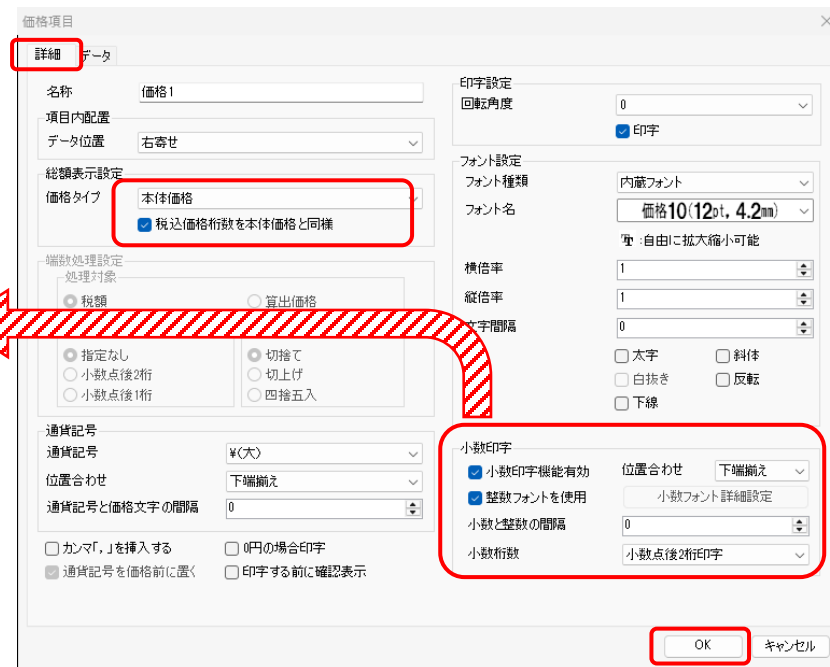 価格項目
詳細 データ
名称 価格1
項目内配置
データ位置 右寄せ
総額表示設定
価格タイプ 本体価格
税込価格桁数を本体価格と同様
端数処理設定
処理対象
税額 算出価格
指定なし 切捨て
小数点後2桁 切上げ
小数点後1桁 四捨五入
通貨記号
通貨記号 ¥(大)
位置合わせ 下端揃え
通貨記号と価格文字の間隔 0
カンマ「,」を挿入する 0円の場合印字
通貨記号を価格前に置く 印字する前に確認表示
印字設定
回転角度 0
印字
フォント設定
フォント種類 内蔵フォント
フォント名 価格10(12pt, 4.2㎜)
:自由に拡大縮小可能
横倍率 1
縦倍率 1
文字間隔 0
太字 斜体
白抜き 反転
下線
小数印字
小数印字機能有効 位置合わせ 下端揃え
整数フォントを使用 小数フォント詳細設定
小数と整数の間隔 0
小数桁数 小数点後2桁印字
OK キャンセル